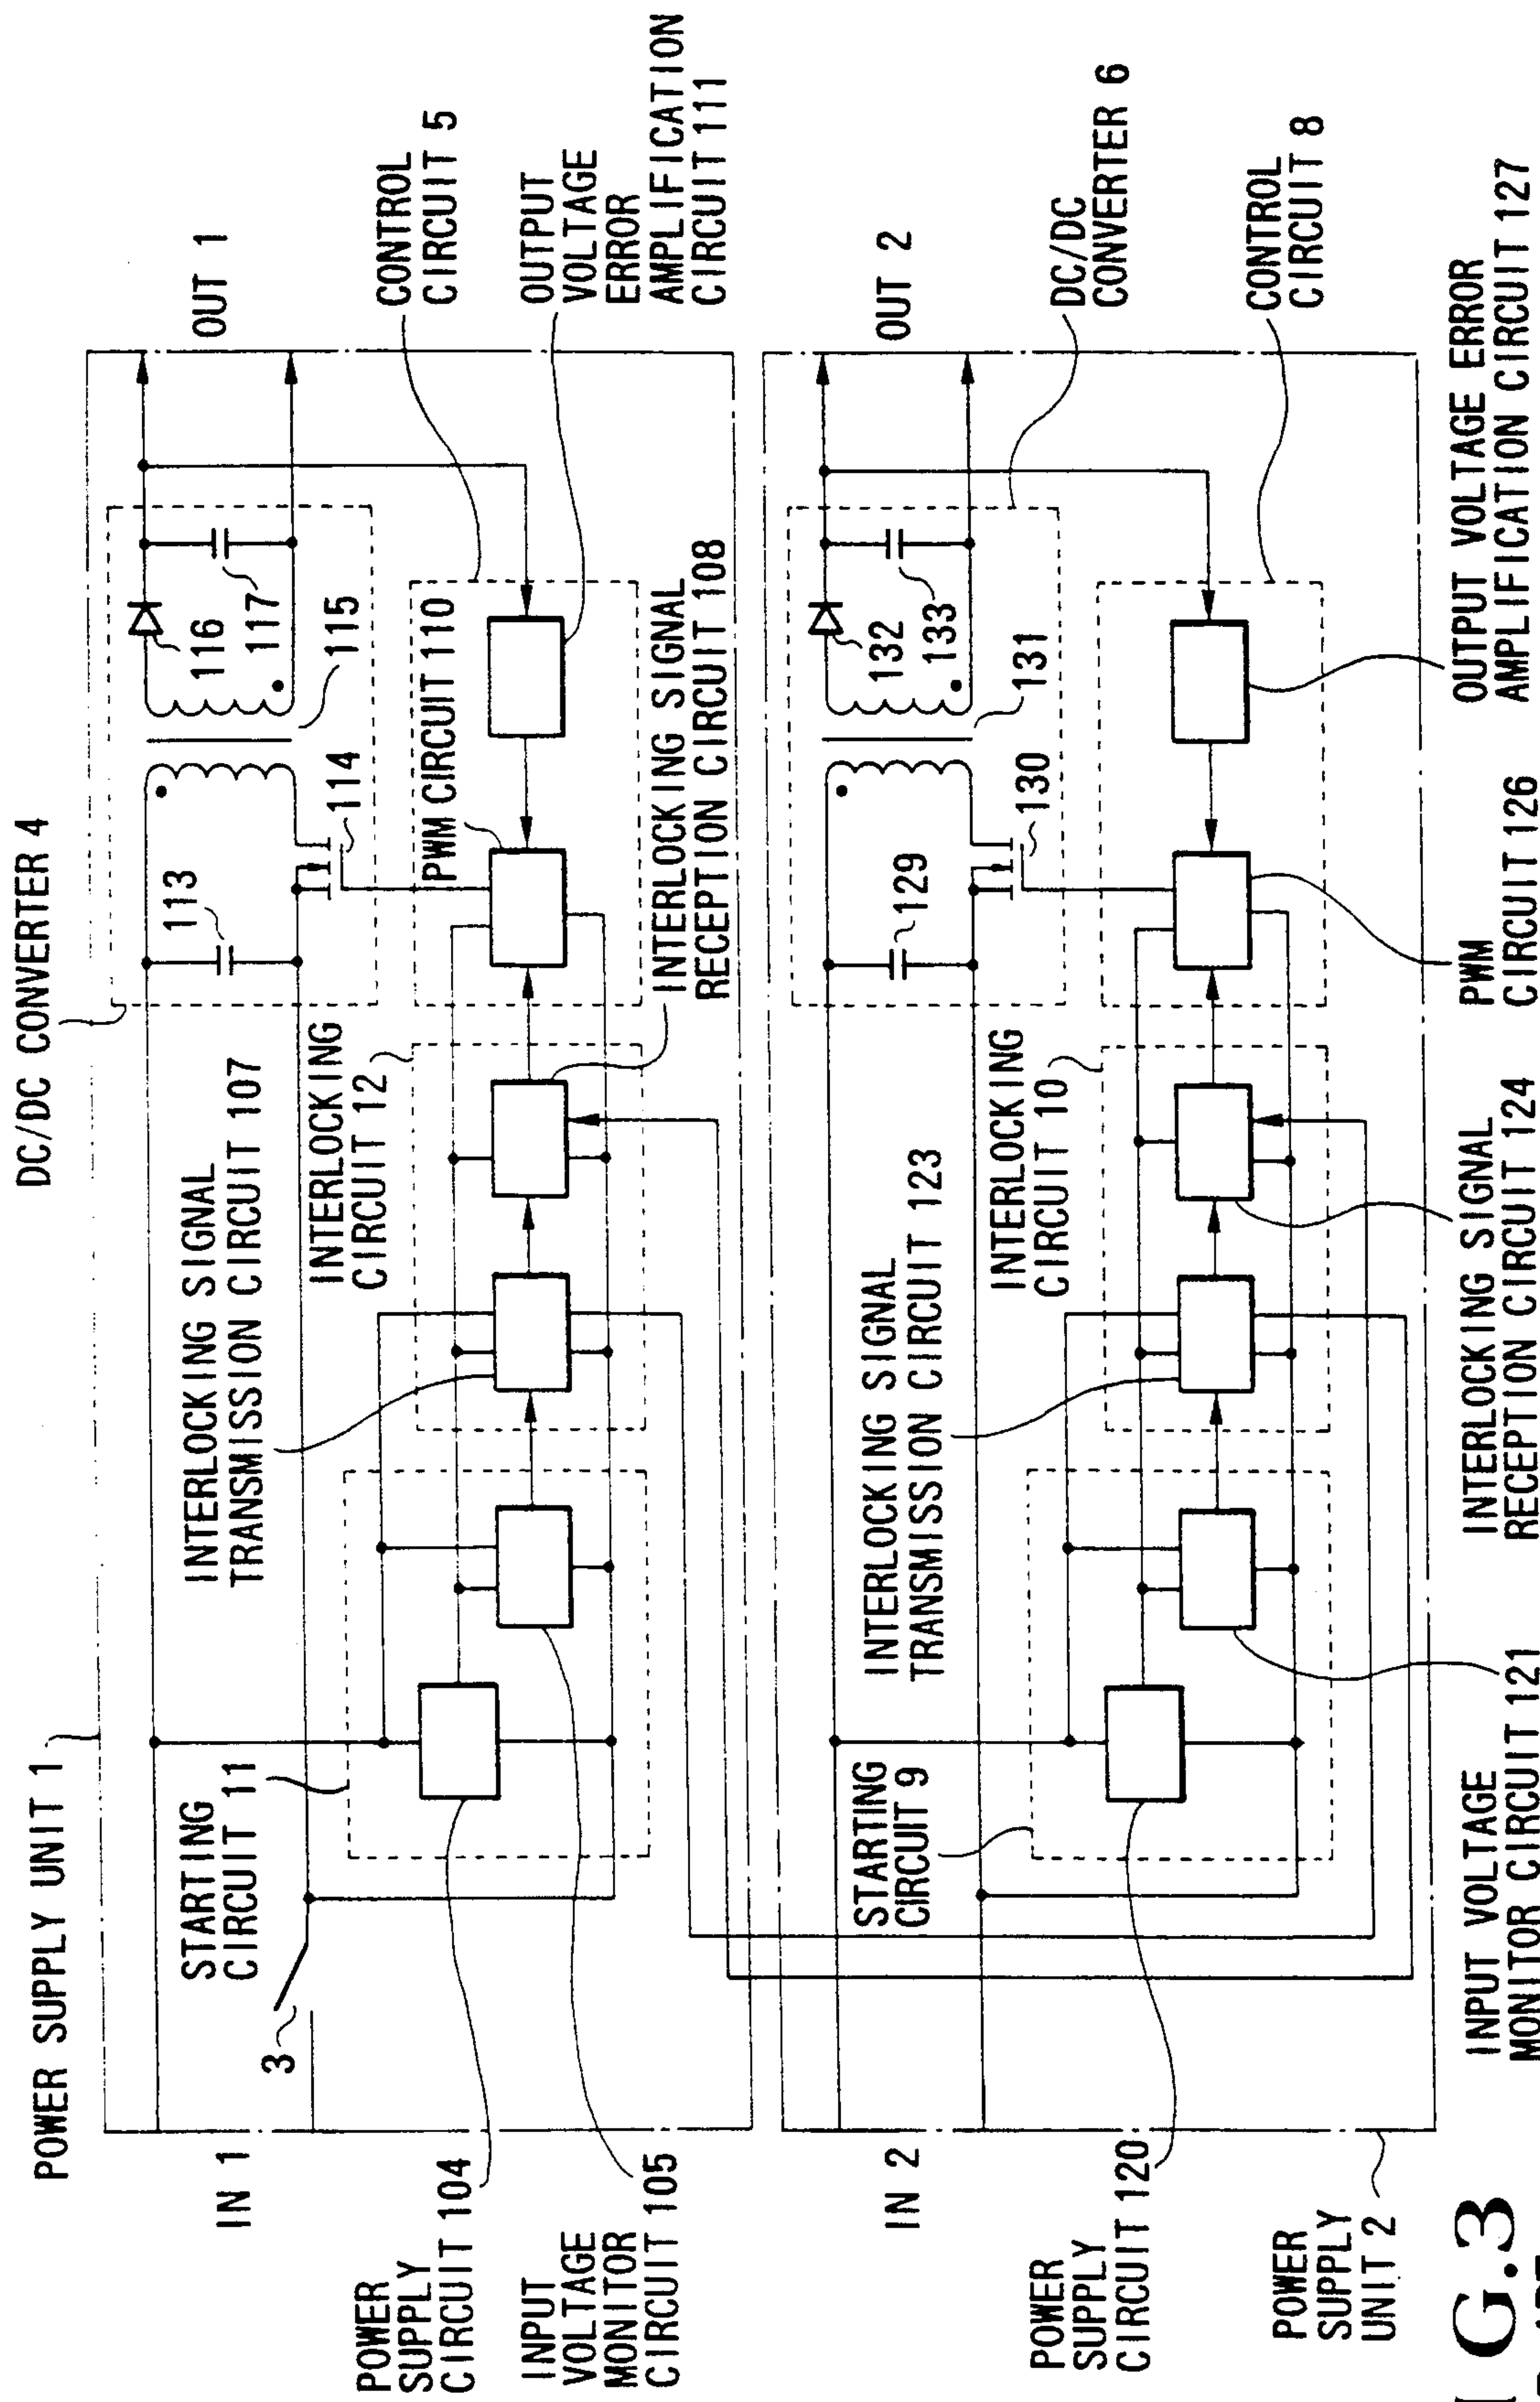 POWER SUPPLY UNIT 1
DC/DC CONVERTER 4
IN 1
3
STARTING
CIRCUIT 11
INTERLOCKING SIGNAL
TRANSMISSION CIRCUIT 107
INTERLOCKING
CIRCUIT 12
113
114
115
116
117
OUT 1
PWM CIRCUIT 110
CONTROL
CIRCUIT 5
OUTPUT
VOLTAGE
ERROR
AMPLIFICATION
CIRCUIT 111
INTERLOCKING SIGNAL
RECEPTION CIRCUIT 108
POWER
SUPPLY
CIRCUIT 104
INPUT
VOLTAGE
MONITOR
CIRCUIT 105
IN 2
STARTING
CIRCUIT 9
INTERLOCKING SIGNAL
TRANSMISSION CIRCUIT 123
INTERLOCKING
CIRCUIT 10
129
130
131
132
133
OUT 2
DC/DC
CONVERTER 6
CONTROL
CIRCUIT 8
POWER
SUPPLY
CIRCUIT 120
POWER
SUPPLY
UNIT 2
INPUT VOLTAGE
MONITOR CIRCUIT 121
INTERLOCKING SIGNAL
RECEPTION CIRCUIT 124
PWM
CIRCUIT 126
OUTPUT VOLTAGE ERROR
AMPLIFICATION CIRCUIT 127
G.3